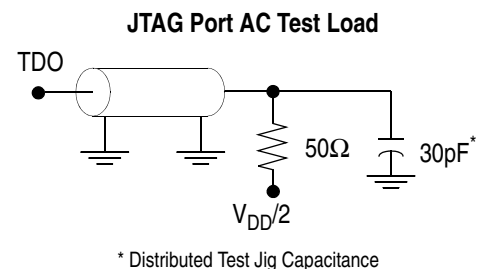 JTAG Port AC Test Load
TDO
50Ω
30pF*
VDD/2
* Distributed Test Jig Capacitance